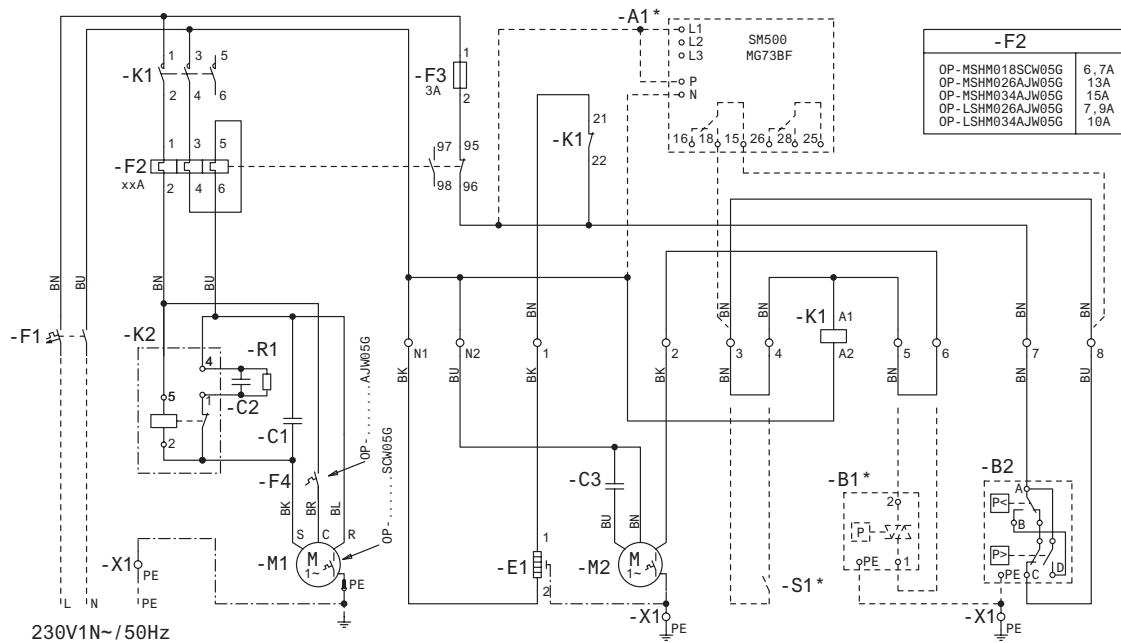 -A1*
L1
L2
L3
P
N
SM500
MG73BF
16
18
15
26
28
25
-F2
OP-MSHM018SCW05G 6,7A
OP-MSHM026AJW05G 13A
OP-MSHM034AJW05G 15A
OP-LSHM026AJW05G 7,9A
OP-LSHM034AJW05G 10A
-K1
1
3
5
2
4
6
-F3
3A
1
2
-F2
xxA
1
3
5
2
4
6
97
95
98
96
-K1
21
22
BN
BU
BN
BU
BN
BN
BN
BN
BN
BN
-F1
-K2
4
5
1
2
-R1
-C2
-C1
-F4
OP-......AJW05G
OP-......SCW05G
N1
N2
1
2
3
4
-K1
A1
A2
5
6
7
8
BK
BU
BK
BK
BN
BN
BN
BN
BN
BU
BK
BR
BL
S
C
R
-M1
M
1~
PE
-X1
PE
PE
L
N
230V1N~/50Hz
-E1
1
2
-C3
BU
BN
-M2
M
1~
-X1
PE
-S1*
-B1*
2
P
PE
1
-B2
A
P<
B
P>
PE
C
D
-X1
PE